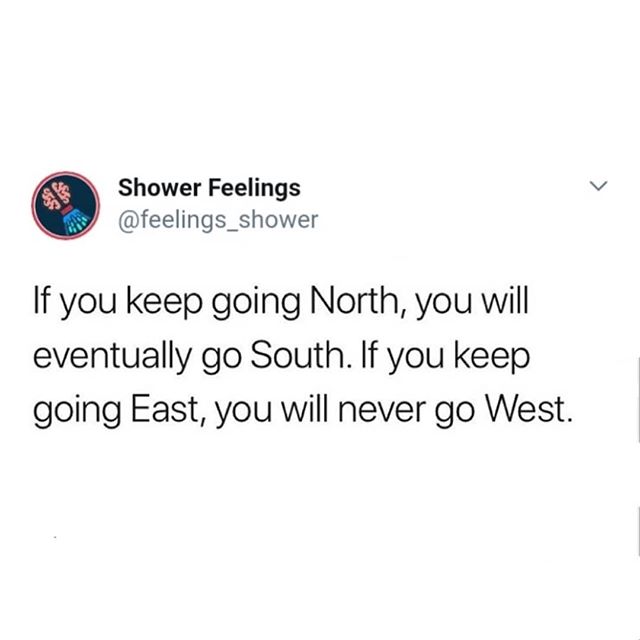 Shower Feelings
@feelings_shower
If you keep going North, you will
eventually go South. If you keep
going East, you will never go West.